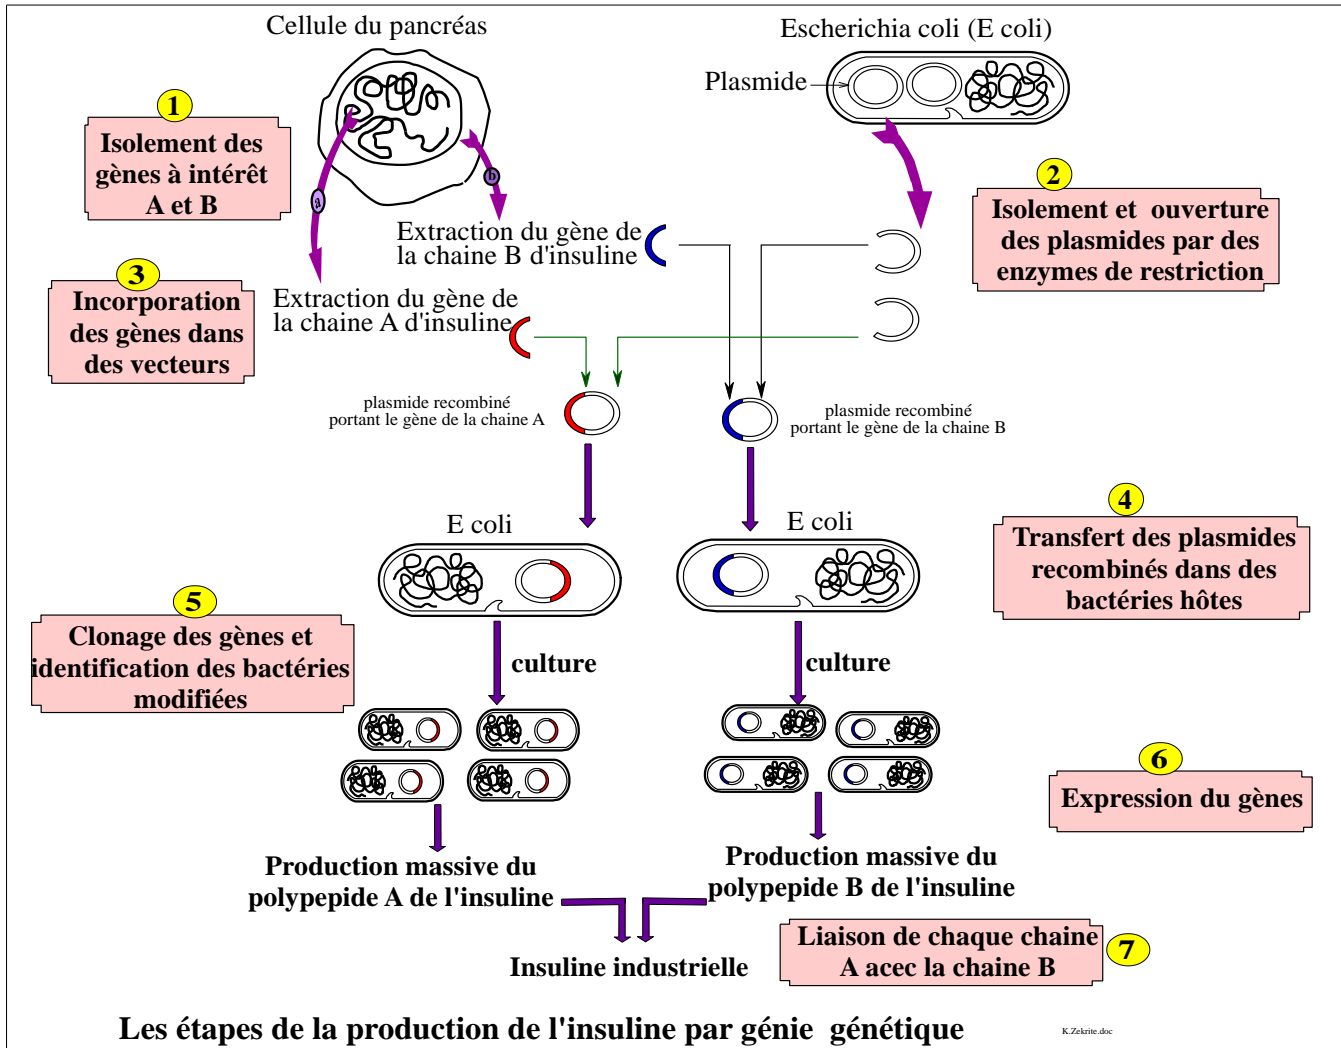 Cellule du pancréas
Escherichia coli (E coli)
Plasmide
1
Isolement des
gènes à intérêt
A et B
a
b
2
Isolement et ouverture
des plasmides par des
enzymes de restriction
Extraction du gène de
la chaine B d'insuline
3
Incorporation
des gènes dans
des vecteurs
Extraction du gène de
la chaine A d'insuline
plasmide recombiné
portant le gène de la chaine A
plasmide recombiné
portant le gène de la chaine B
4
Transfert des plasmides
recombinés dans des
bactéries hôtes
E coli
E coli
5
Clonage des gènes et
identification des bactéries
modifiées
culture
culture
6
Expression du gènes
Production massive du
polypepide A de l'insuline
Production massive du
polypepide B de l'insuline
Liaison de chaque chaine
A acec la chaine B
7
Insuline industrielle
Les étapes de la production de l'insuline par génie génétique
K.Zekrite.doc